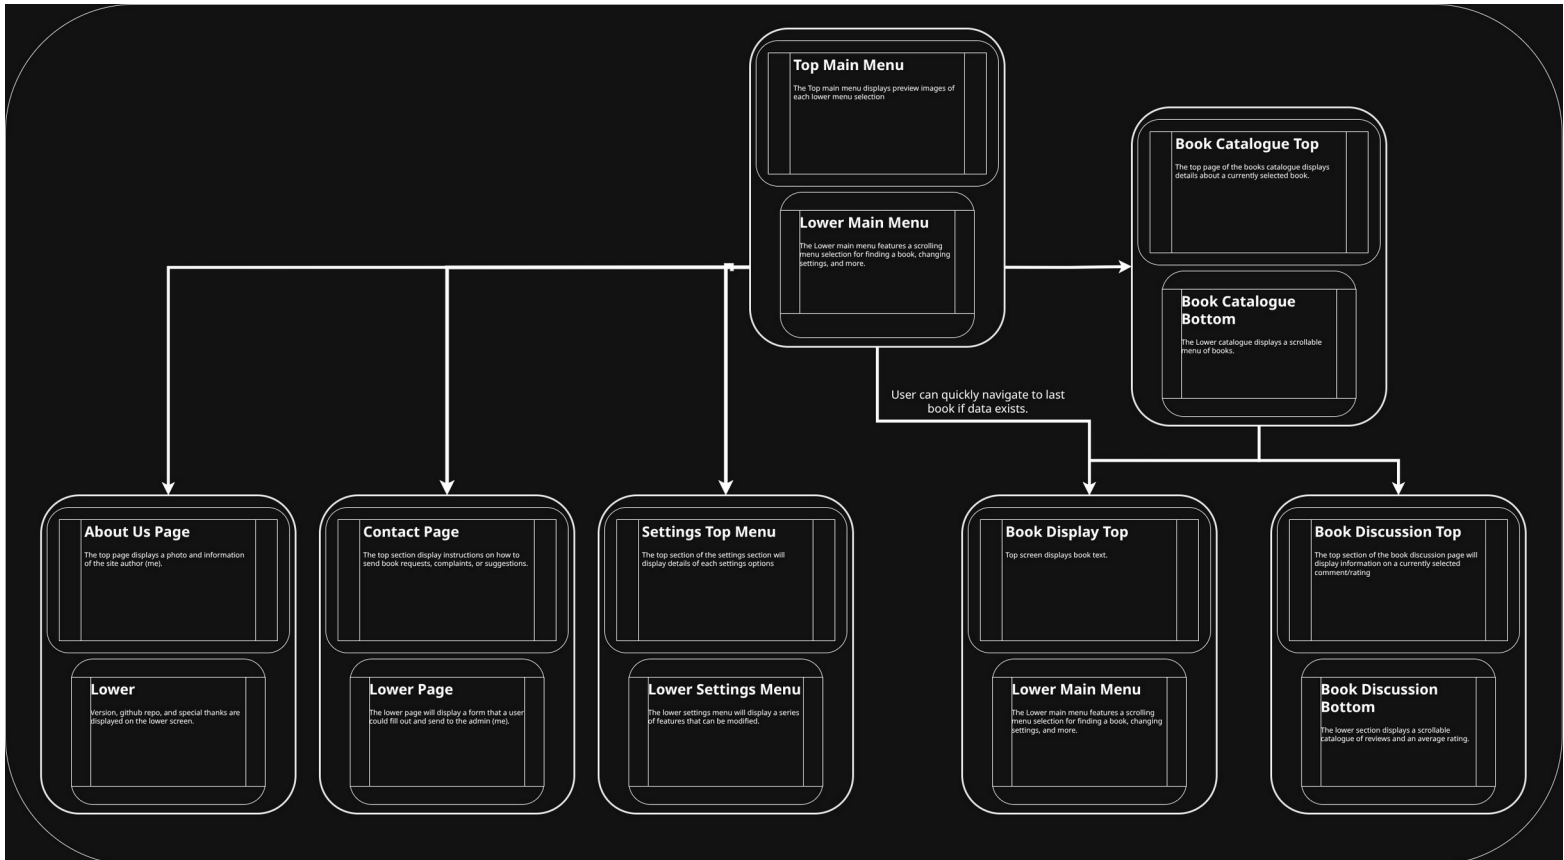 Top Main Menu
The Top main menu displays preview images of
each lower menu selection
Lower Main Menu
The Lower main menu features a scrolling
menu selection for finding a book, changing
settings, and more.
Book Catalogue Top
The top page of the books catalogue displays
details about a currently selected book.
Book Catalogue
Bottom
The Lower catalogue displays a scrollable
menu of books.
User can quickly navigate to last
book if data exists.
About Us Page
The top page displays a photo and information
of the site author (me).
Lower
Version, github repo, and special thanks are
displayed on the lower screen.
Contact Page
The top section display instructions on how to
send book requests, complaints, or suggestions.
Lower Page
The lower page will display a form that a user
could fill out and send to the admin (me).
Settings Top Menu
The top section of the settings section will
display details of each settings options
Lower Settings Menu
The lower settings menu will display a series
of features that can be modified.
Book Display Top
Top screen displays book text.
Lower Main Menu
The Lower main menu features a scrolling
menu selection for finding a book, changing
settings, and more.
Book Discussion Top
The top section of the book discussion page will
display information on a currently selected
comment/rating
Book Discussion
Bottom
The lower section displays a scrollable
catalogue of reviews and an average rating.